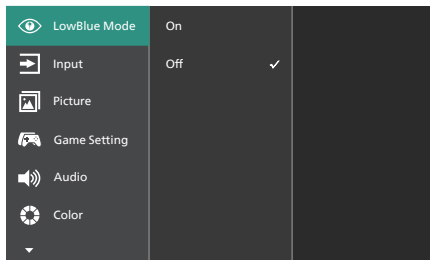 LowBlue Mode
On
Input
Off
Picture
Game Setting
Audio
Color